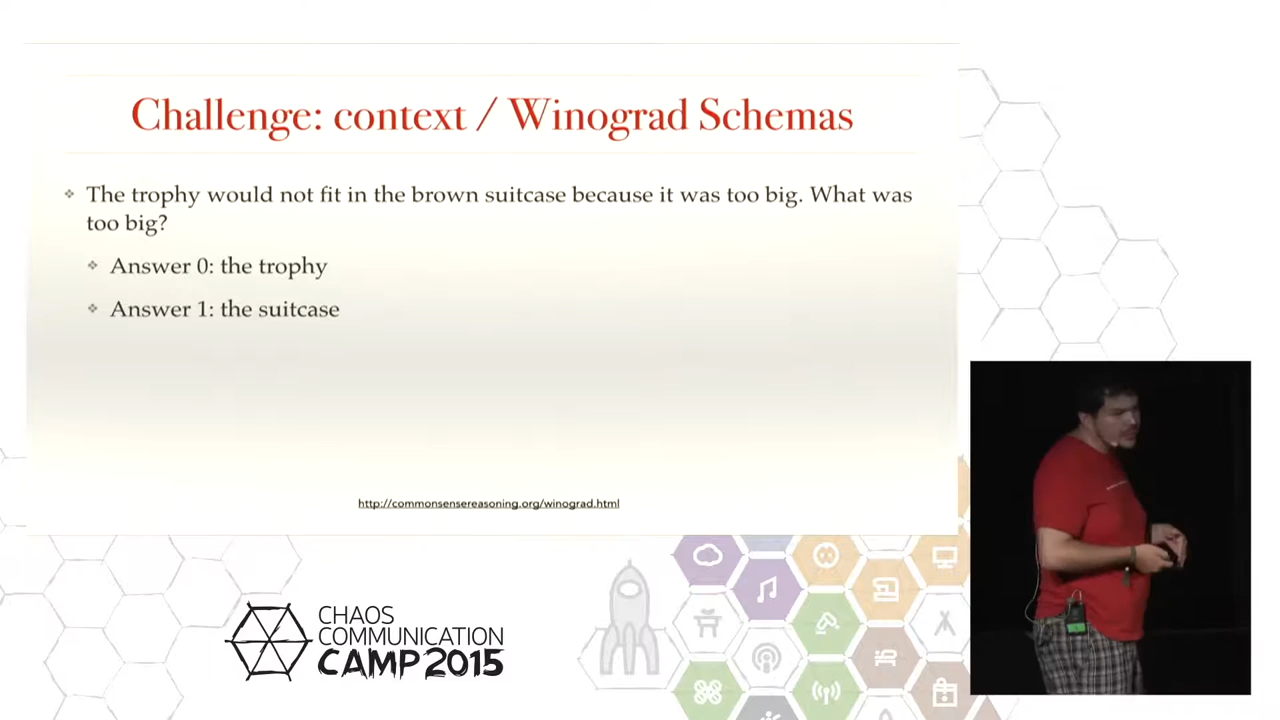 Challenge: context / Winograd Schemas
The trophy would not fit in the brown suitcase because it was too big. What was
too big?
Answer 0: the trophy
Answer 1: the suitcase
http://commonsensereasoning.org/winograd.html
CHAOS
COMMUNICATION
CAMP 2015